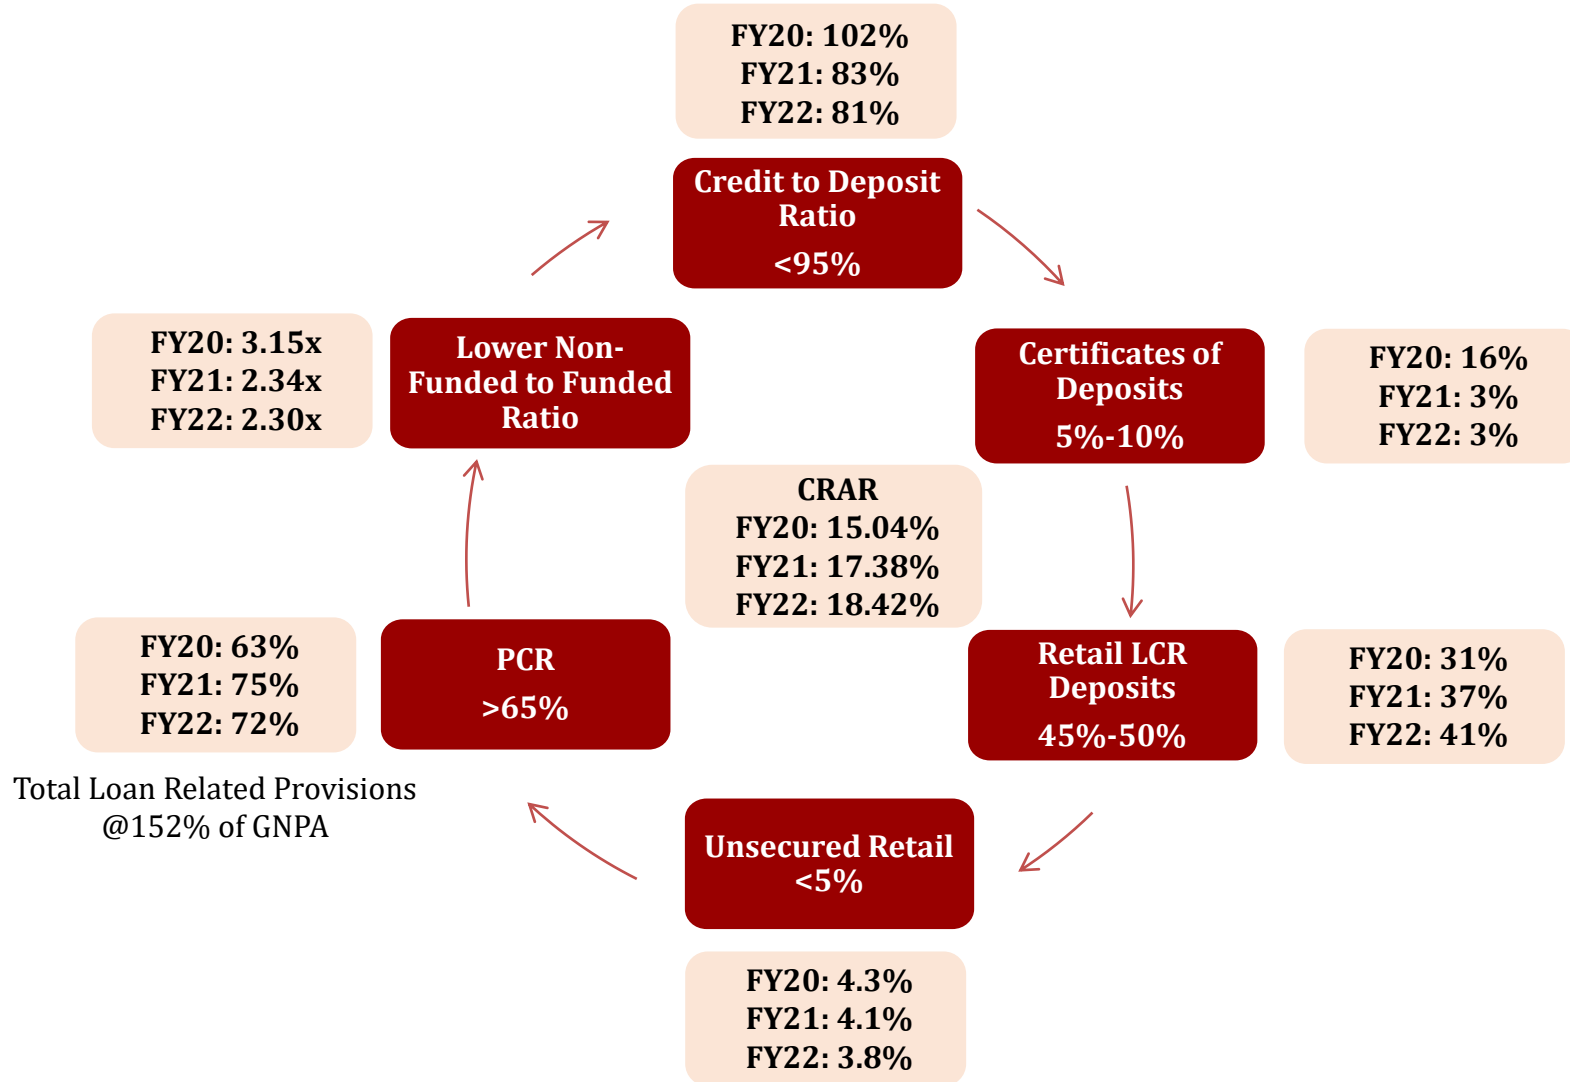 FY20: 102%
FY21: 83%
FY22: 81%
Credit to Deposit
Ratio
<95%
FY20: 3.15x
FY21: 2.34x
FY22: 2.30x
Lower Non-
Funded to Funded
Ratio
Certificates of
Deposits
5%-10%
FY20: 16%
FY21: 3%
FY22: 3%
CRAR
FY20: 15.04%
FY21: 17.38%
FY22: 18.42%
FY20: 63%
FY21: 75%
FY22: 72%
PCR
>65%
Retail LCR
Deposits
45%-50%
FY20: 31%
FY21: 37%
FY22: 41%
Total Loan Related Provisions
@152% of GNPA
Unsecured Retail
<5%
FY20: 4.3%
FY21: 4.1%
FY22: 3.8%